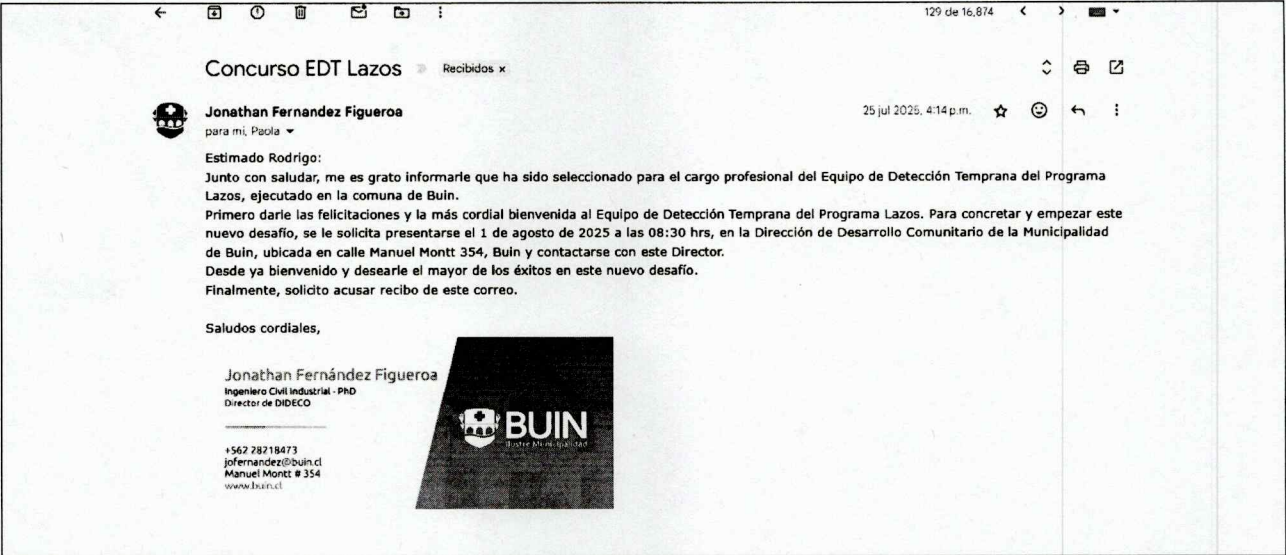 129 de 16,874
Concurso EDT Lazos Recibidos x
Jonathan Fernandez Figueroa 25 jul 2025, 4:14 p.m.
para mi, Paola
Estimado Rodrigo:
Junto con saludar, me es grato informarle que ha sido seleccionado para el cargo profesional del Equipo de Detección Temprana del Programa
Lazos, ejecutado en la comuna de Buin.
Primero darle las felicitaciones y la más cordial bienvenida al Equipo de Detección Temprana del Programa Lazos. Para concretar y empezar este
nuevo desafío, se le solicita presentarse el 1 de agosto de 2025 a las 08:30 hrs, en la Dirección de Desarrollo Comunitario de la Municipalidad
de Buin, ubicada en calle Manuel Montt 354, Buin y contactarse con este Director.
Desde ya bienvenido y desearle el mayor de los éxitos en este nuevo desafío.
Finalmente, solicito acusar recibo de este correo.
Saludos cordiales,
Jonathan Fernández Figueroa
Ingeniero Civil Industrial - PhD
Director de DIDECO
+562 28218473
jofernandez@buin.cl
Manuel Montt # 354
www.buin.cl
BUIN
Ilustre Municipalidad